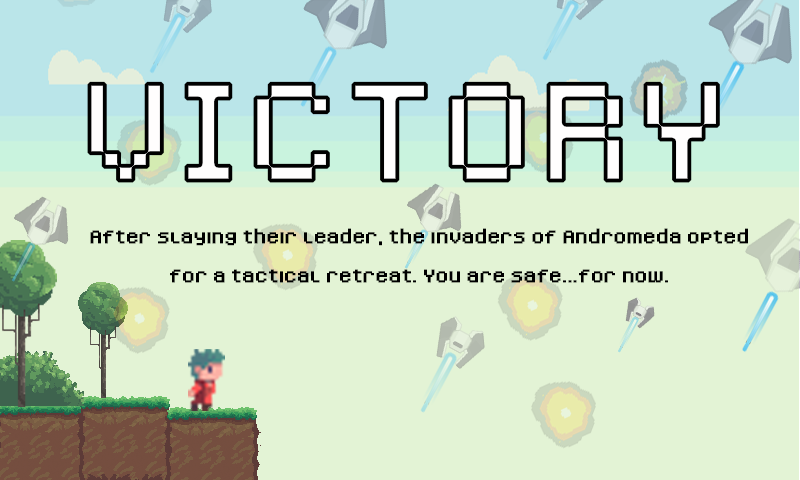 VICTORY
After slaying their leader, the invaders of Andromeda opted
for a tactical retreat. You are safe...for now.